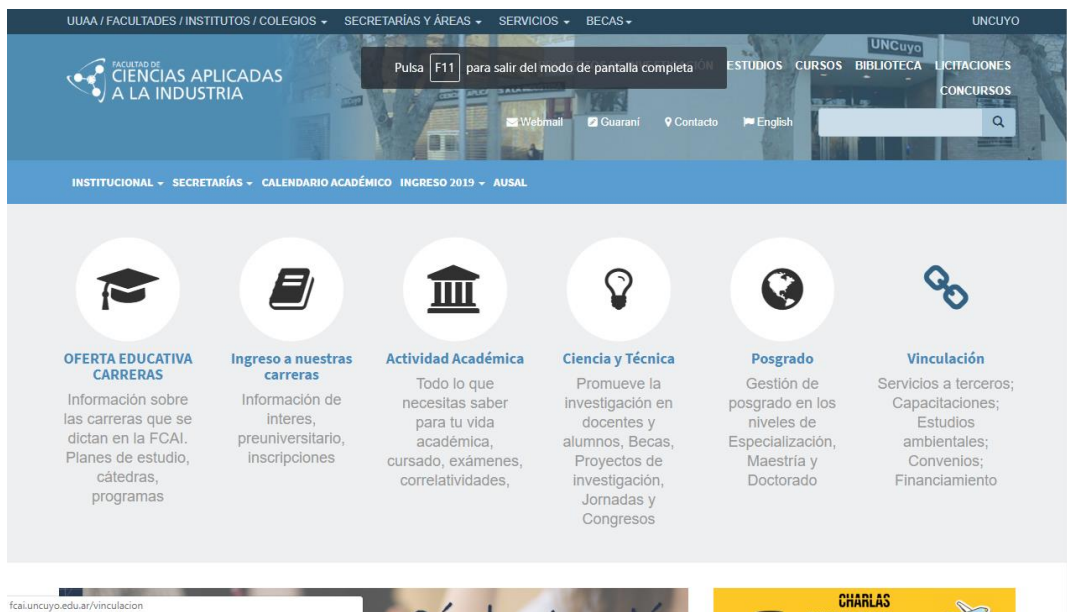 UUAA / FACULTADES / INSTITUTOS / COLEGIOS SECRETARÍAS Y ÁREAS SERVICIOS BECAS UNCUYO
FACULTAD DE
CIENCIAS APLICADAS
A LA INDUSTRIA
Pulsa F11 para salir del modo de pantalla completa
ESTUDIOS CURSOS BIBLIOTECA LICITACIONES
CONCURSOS
UNCuyo
Webmail Guaraní Contacto English
INSTITUCIONAL SECRETARÍAS CALENDARIO ACADÉMICO INGRESO 2019 AUSAL
OFERTA EDUCATIVA
CARRERAS
Información sobre
las carreras que se
dictan en la FCAI.
Planes de estudio,
cátedras,
programas
Ingreso a nuestras
carreras
Información de
interes,
preuniversitario,
inscripciones
Actividad Académica
Todo lo que
necesitas saber
para tu vida
académica,
cursado, exámenes,
correlatividades,
Ciencia y Técnica
Promueve la
investigación en
docentes y
alumnos, Becas,
Proyectos de
investigación,
Jornadas y
Congresos
Posgrado
Gestión de
posgrado en los
niveles de
Especialización,
Maestría y
Doctorado
Vinculación
Servicios a terceros;
Capacitaciones;
Estudios
ambientales;
Convenios;
Financiamiento
CHARLAS
fcai.uncuyo.edu.ar/vinculacion